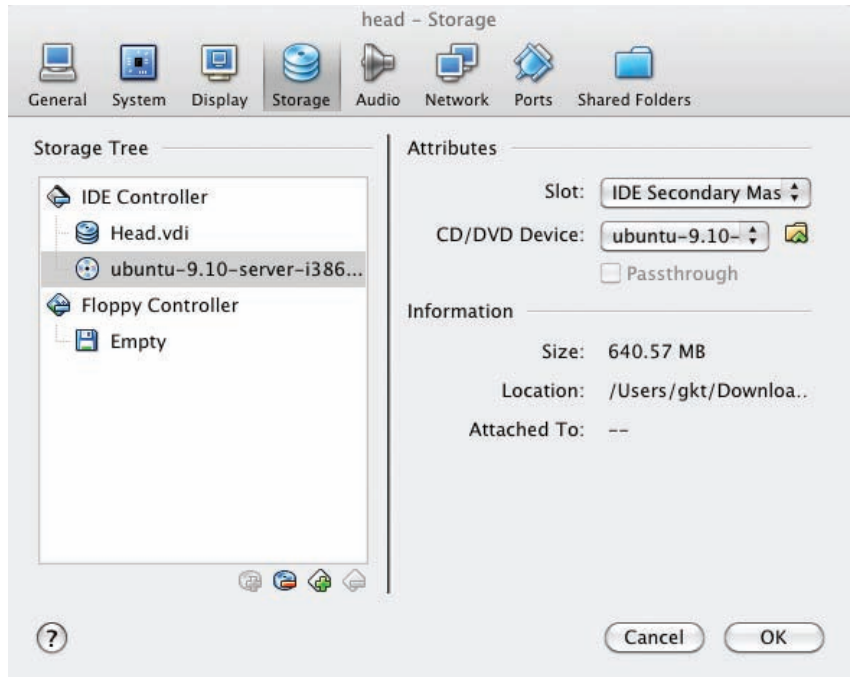 head – Storage
General System Display Storage Audio Network Ports Shared Folders
Storage Tree
IDE Controller
Head.vdi
ubuntu-9.10-server-i386...
Floppy Controller
Empty
Attributes
Slot: IDE Secondary Mas
CD/DVD Device: ubuntu-9.10-
Passthrough
Information
Size: 640.57 MB
Location: /Users/gkt/Downloa..
Attached To: --
?
Cancel OK